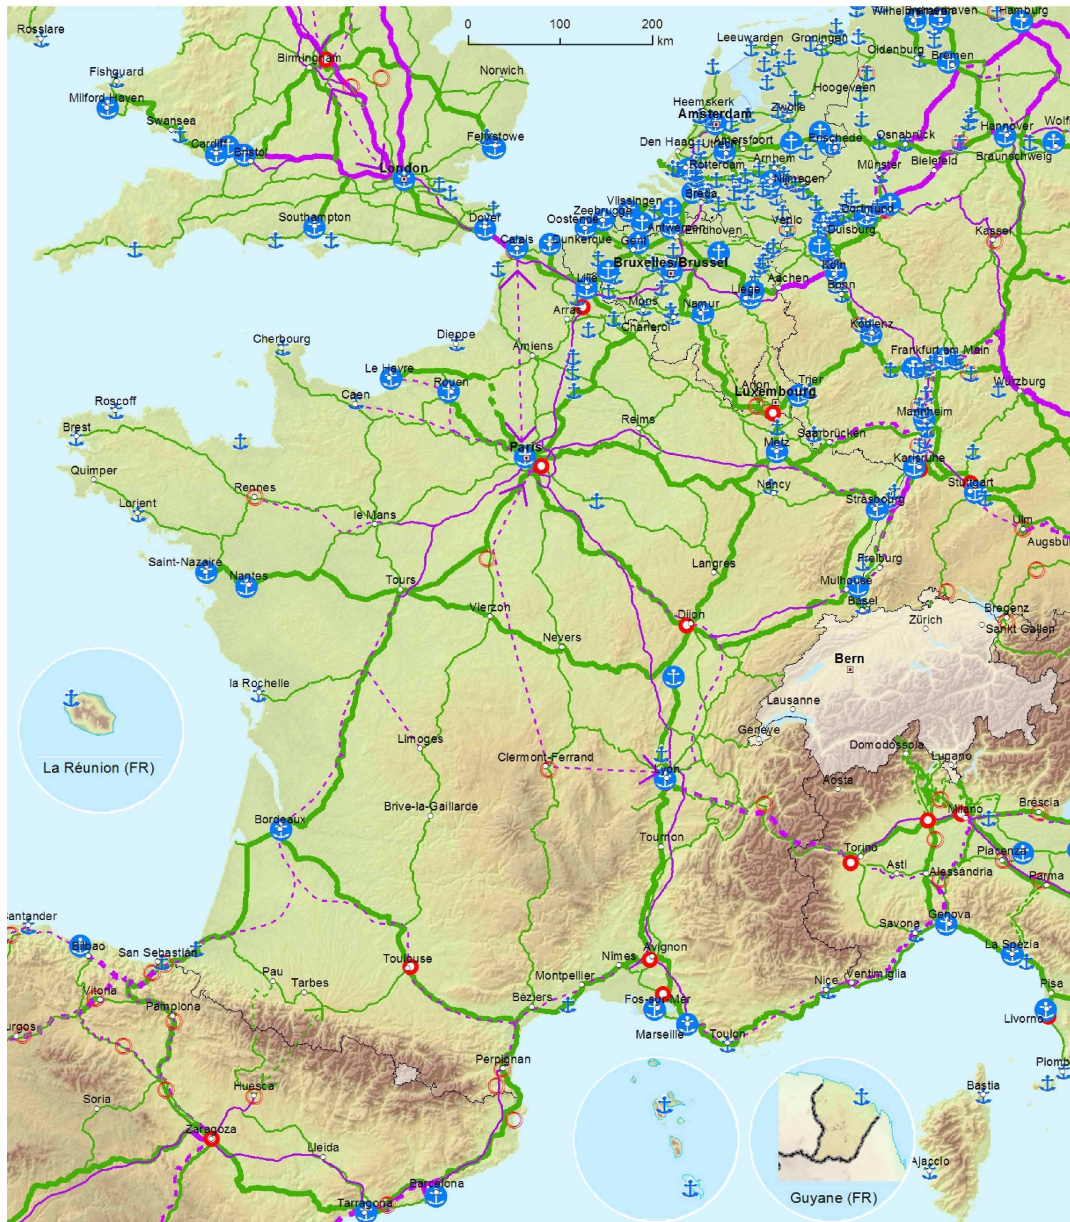 0 100 200
km
Rosslare
Birmingham
Fishguard
Milford Haven
Swansea
Cardiff
Bristol
Norwich
Felixstowe
London
Southampton
Dover
Calais
Leeuwarden
Groningen
Oldenburg
Bremen
Hamburg
Hoogeveen
Heemskerk
Amsterdam
Zwolle
Den Haag
Utrecht
Amersfoort
Enschede
Osnabrück
Hannover
Braunschweig
Rotterdam
Arnhem
Nijmegen
Münster
Bielefeld
Breda
Vlissingen
Zeebrugge
Oostende
Dunkerque
Gent
Antwerpen
Eindhoven
Venlo
Dortmund
Duisburg
Kassel
Bruxelles/Brussel
Lille
Liège
Aachen
Köln
Bonn
Arras
Mons
Namur
Charleroi
Koblenz
Frankfurt am Main
Würzburg
Cherbourg
Dieppe
Amiens
Le Havre
Rouen
Caen
Arlon
Luxembourg
Trier
Roscoff
Brest
Quimper
Lorient
Rennes
Reims
Paris
Metz
Saarbrücken
Mannheim
Karlsruhe
Nancy
Strasbourg
Stuttgart
Ulm
Augsbu
le Mans
Saint-Nazaire
Nantes
Tours
Vierzon
Langres
Freiburg
Mulhouse
Basel
Nevers
Dijon
Zürich
Bregenz
Sankt Gallen
Bern
Lausanne
Genève
la Rochelle
La Réunion (FR)
Limoges
Clermont-Ferrand
Lyon
Domodossola
Lugano
Aosta
Brive-la-Gaillarde
Bordeaux
Tournon
Torino
Milano
Brescia
Asti
Piacenza
Alessandria
Parma
santander
Bilbao
San Sebastián
Vitoria
Pamplona
urgos
Pau
Tarbes
Toulouse
Montpellier
Nîmes
Avignon
Béziers
Fos-sur-Mer
Marseille
Toulon
Nice
Ventimiglia
Savona
Genova
La Spezia
Pisa
Livorno
Piomb
Perpignan
Huesca
Soria
Zaragoza
Lleida
Tarragona
Barcelona
Bastia
Ajaccio
Guyane (FR)